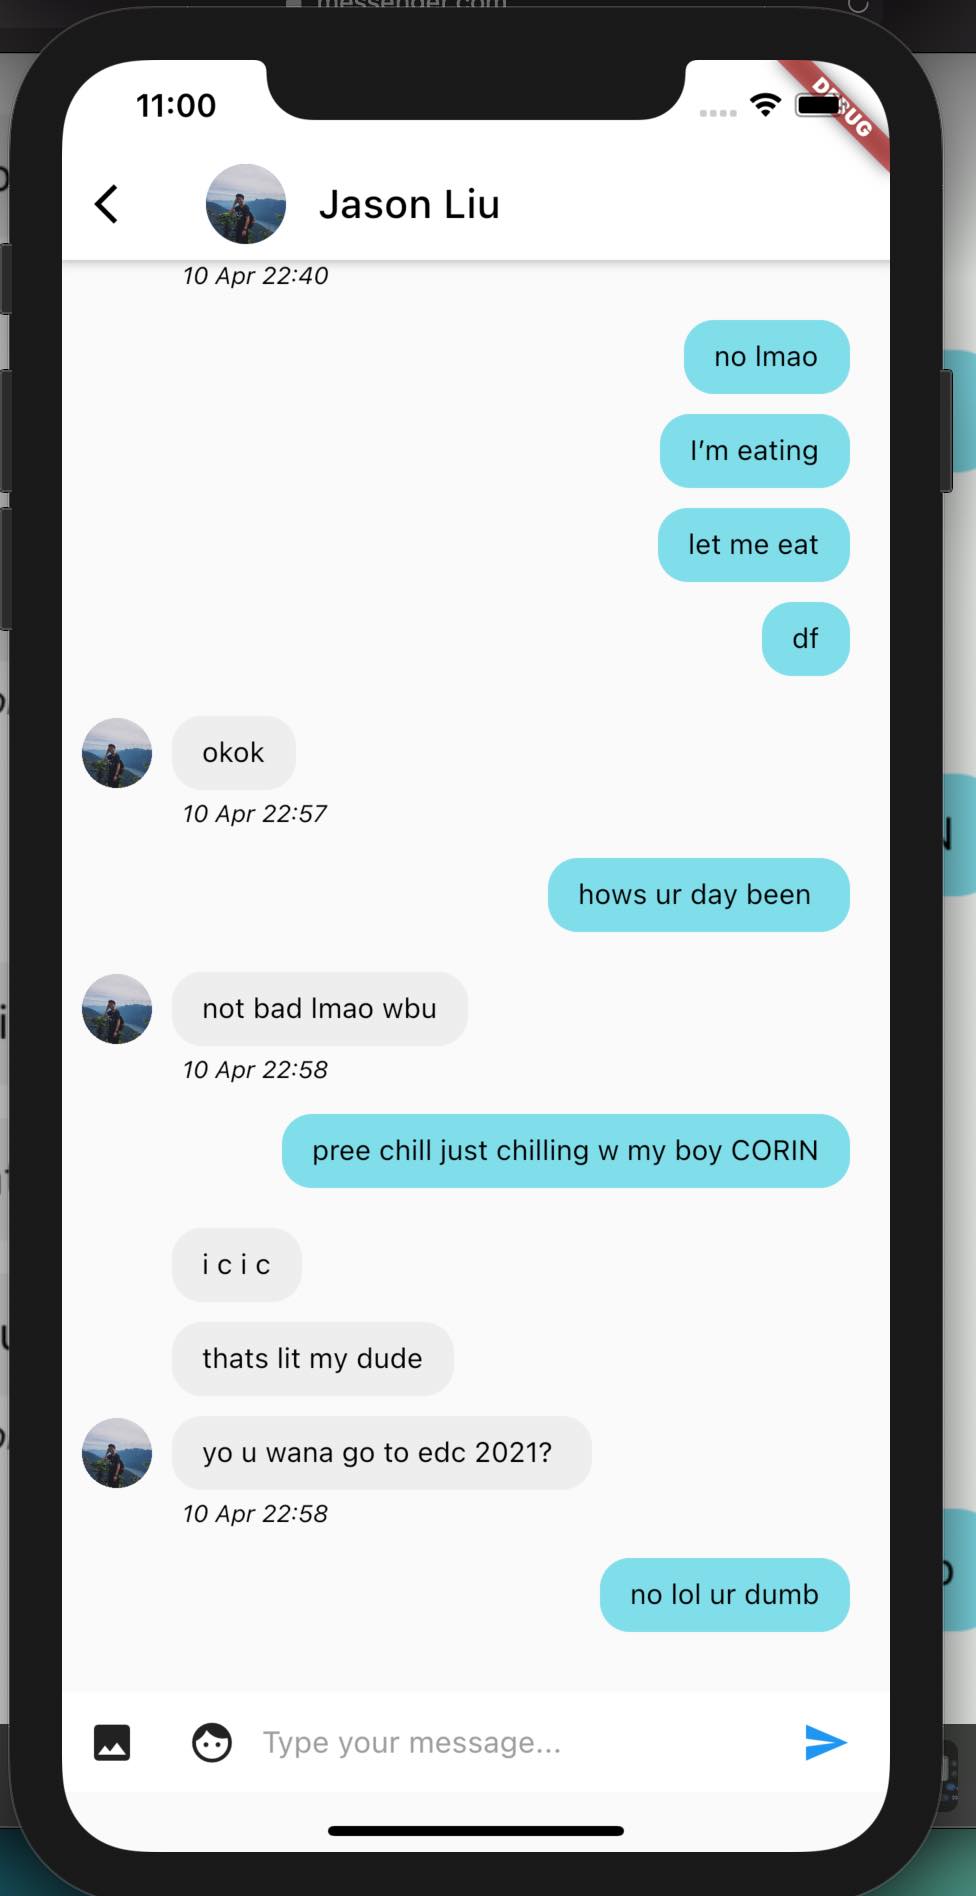 messenger.com
11:00
DEBUG
Jason Liu
10 Apr 22:40
no lmao
I'm eating
let me eat
df
okok
10 Apr 22:57
hows ur day been
not bad lmao wbu
10 Apr 22:58
pree chill just chilling w my boy CORIN
i c i c
thats lit my dude
yo u wana go to edc 2021?
10 Apr 22:58
no lol ur dumb
Type your message...